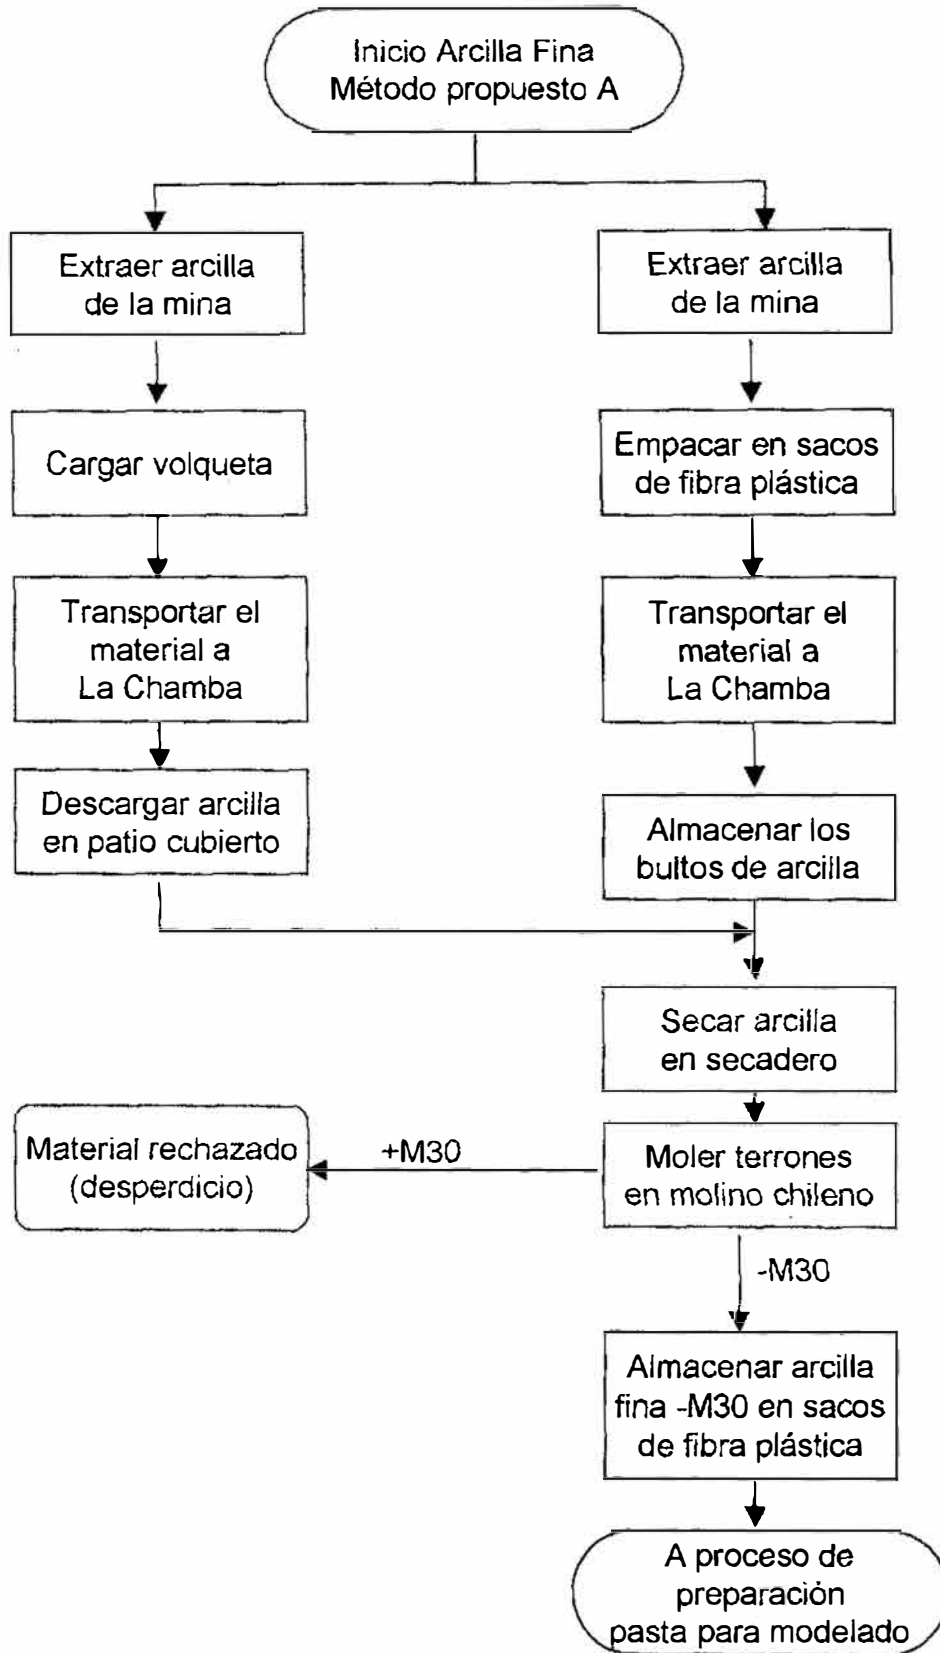 Inicio Arcilla Fina
Método propuesto A
Extraer arcilla
de la mina
Extraer arcilla
de la mina
Cargar volqueta
Empacar en sacos
de fibra plástica
Transportar el
material a
La Chamba
Transportar el
material a
La Chamba
Descargar arcilla
en patio cubierto
Almacenar los
bultos de arcilla
Secar arcilla
en secadero
Material rechazado
(desperdicio)
+M30
Moler terrones
en molino chileno
-M30
Almacenar arcilla
fina -M30 en sacos
de fibra plástica
A proceso de
preparación
pasta para modelado